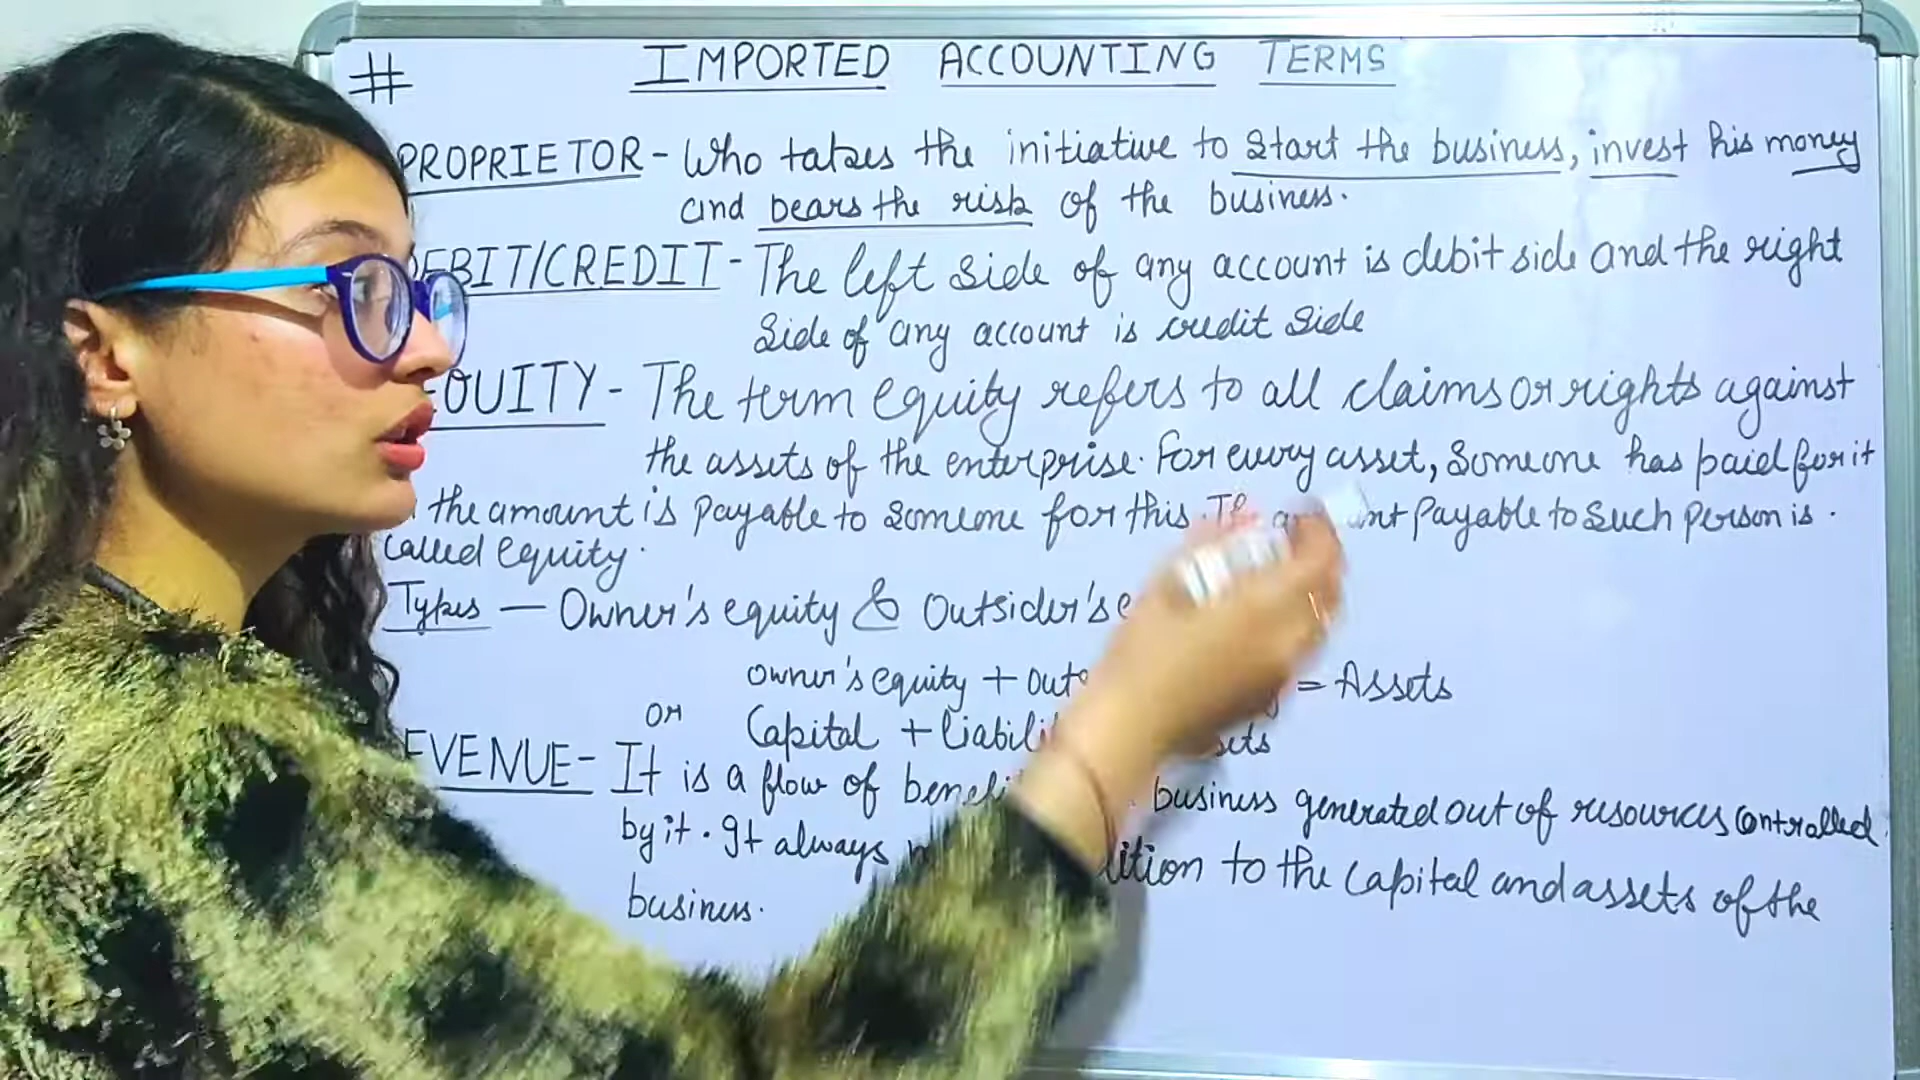 # IMPORTED ACCOUNTING TERMS
PROPRIETOR - Who takes the initiative to start the business, invest his money
and bears the risk of the business.
DEBIT/CREDIT - The left side of any account is debit side and the right
side of any account is credit side
EQUITY - The term equity refers to all claims or rights against
the assets of the enterprise. For every asset, someone has paid for it
the amount is payable to someone for this. payable to such person is.
called equity.
Types - Owner's equity & Outsider's
owner's equity + = Assets
or Capital +
REVENUE - It is a flow of business generated out of resources controlled
by it. It always to the capital and assets of the
business.